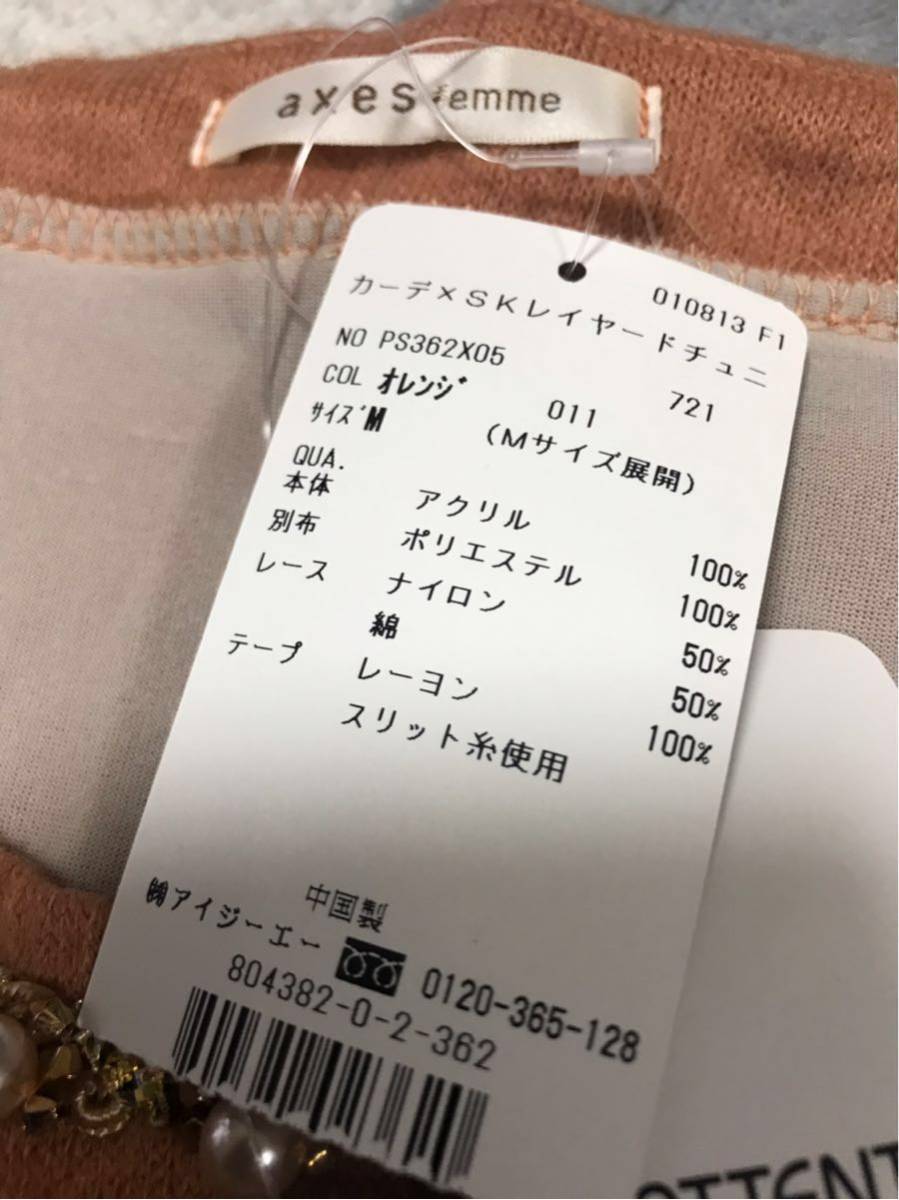 axes femme
010813 F1
カーデ×SKレイヤードチュニ
NO PS362X05
COL オレンジ 011 721
サイズ M (Mサイズ展開)
QUA.
本体 アクリル 100%
別布 ポリエステル 100%
レース ナイロン 50%
綿 50%
テープ レーヨン 100%
スリット糸使用
中国製
㈱アイジーエー 0120-365-128
804382-0-2-362